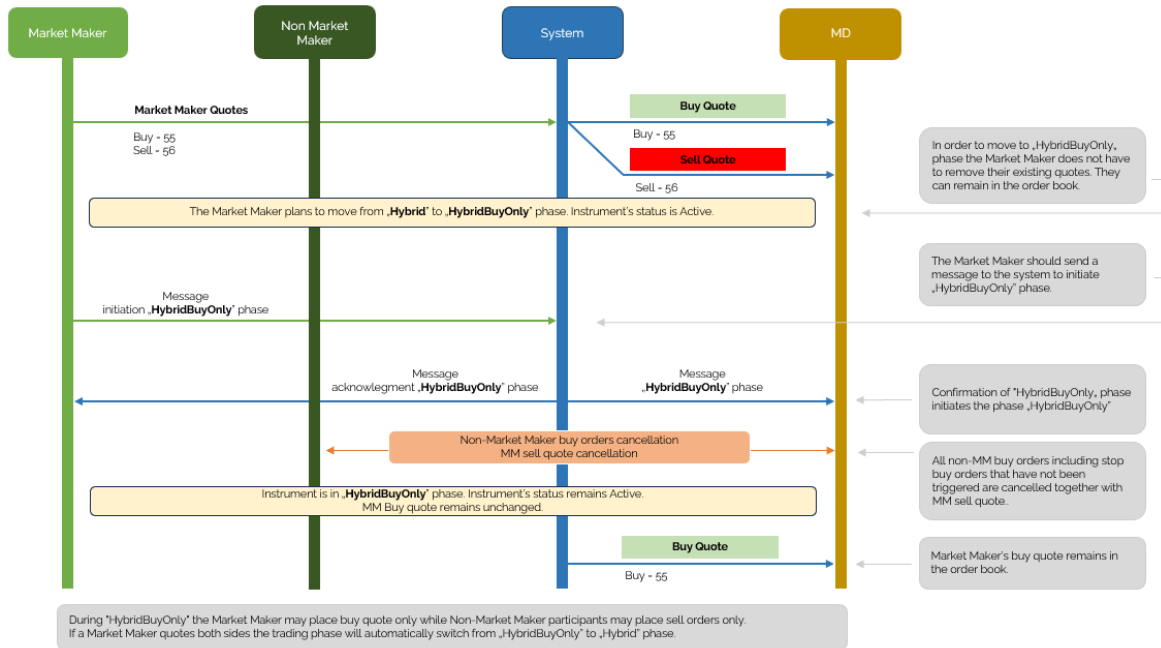 Market Maker
Non Market
Maker
System
MD
Market Maker Quotes
Buy - 55
Sell - 56
Buy Quote
Buy - 55
Sell Quote
Sell - 56
In order to move to „HybridBuyOnly„
phase the Market Maker does not have
to remove their existing quotes. They
can remain in the order book.
The Market Maker plans to move from „Hybrid” to „HybridBuyOnly” phase. Instrument's status is Active.
The Market Maker should send a
message to the system to initiate
„HybridBuyOnly” phase.
Message
initiation „HybridBuyOnly” phase
Message
acknowlegment „HybridBuyOnly” phase
Message
„HybridBuyOnly” phase
Confirmation of "HybridBuyOnly„ phase
initiates the phase „HybridBuyOnly”
Non-Market Maker buy orders cancellation
MM sell quote cancellation
All non-MM buy orders including stop
buy orders that have not been
triggered are cancelled together with
MM sell quote..
Instrument is in „HybridBuyOnly” phase. Instrument's status remains Active.
MM Buy quote remains unchanged.
Buy Quote
Buy - 55
Market Maker's buy quote remains in
the order book.
During "HybridBuyOnly" the Market Maker may place buy quote only while Non-Market Maker participants may place sell orders only.
If a Market Maker quotes both sides the trading phase will automatically switch from „HybridBuyOnly” to „Hybrid” phase.